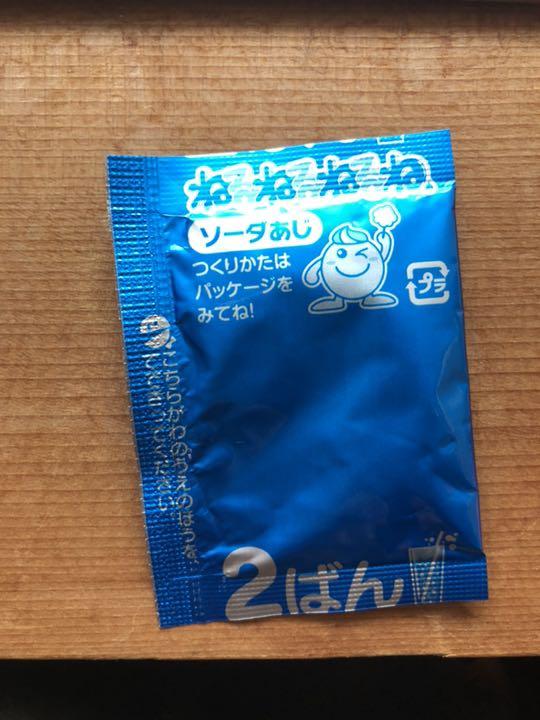 ねるねるねるね
ソーダあじ
つくりかたは
パッケージを
みてね!
プラ
こちらがわのうえのほうを、
2ばん